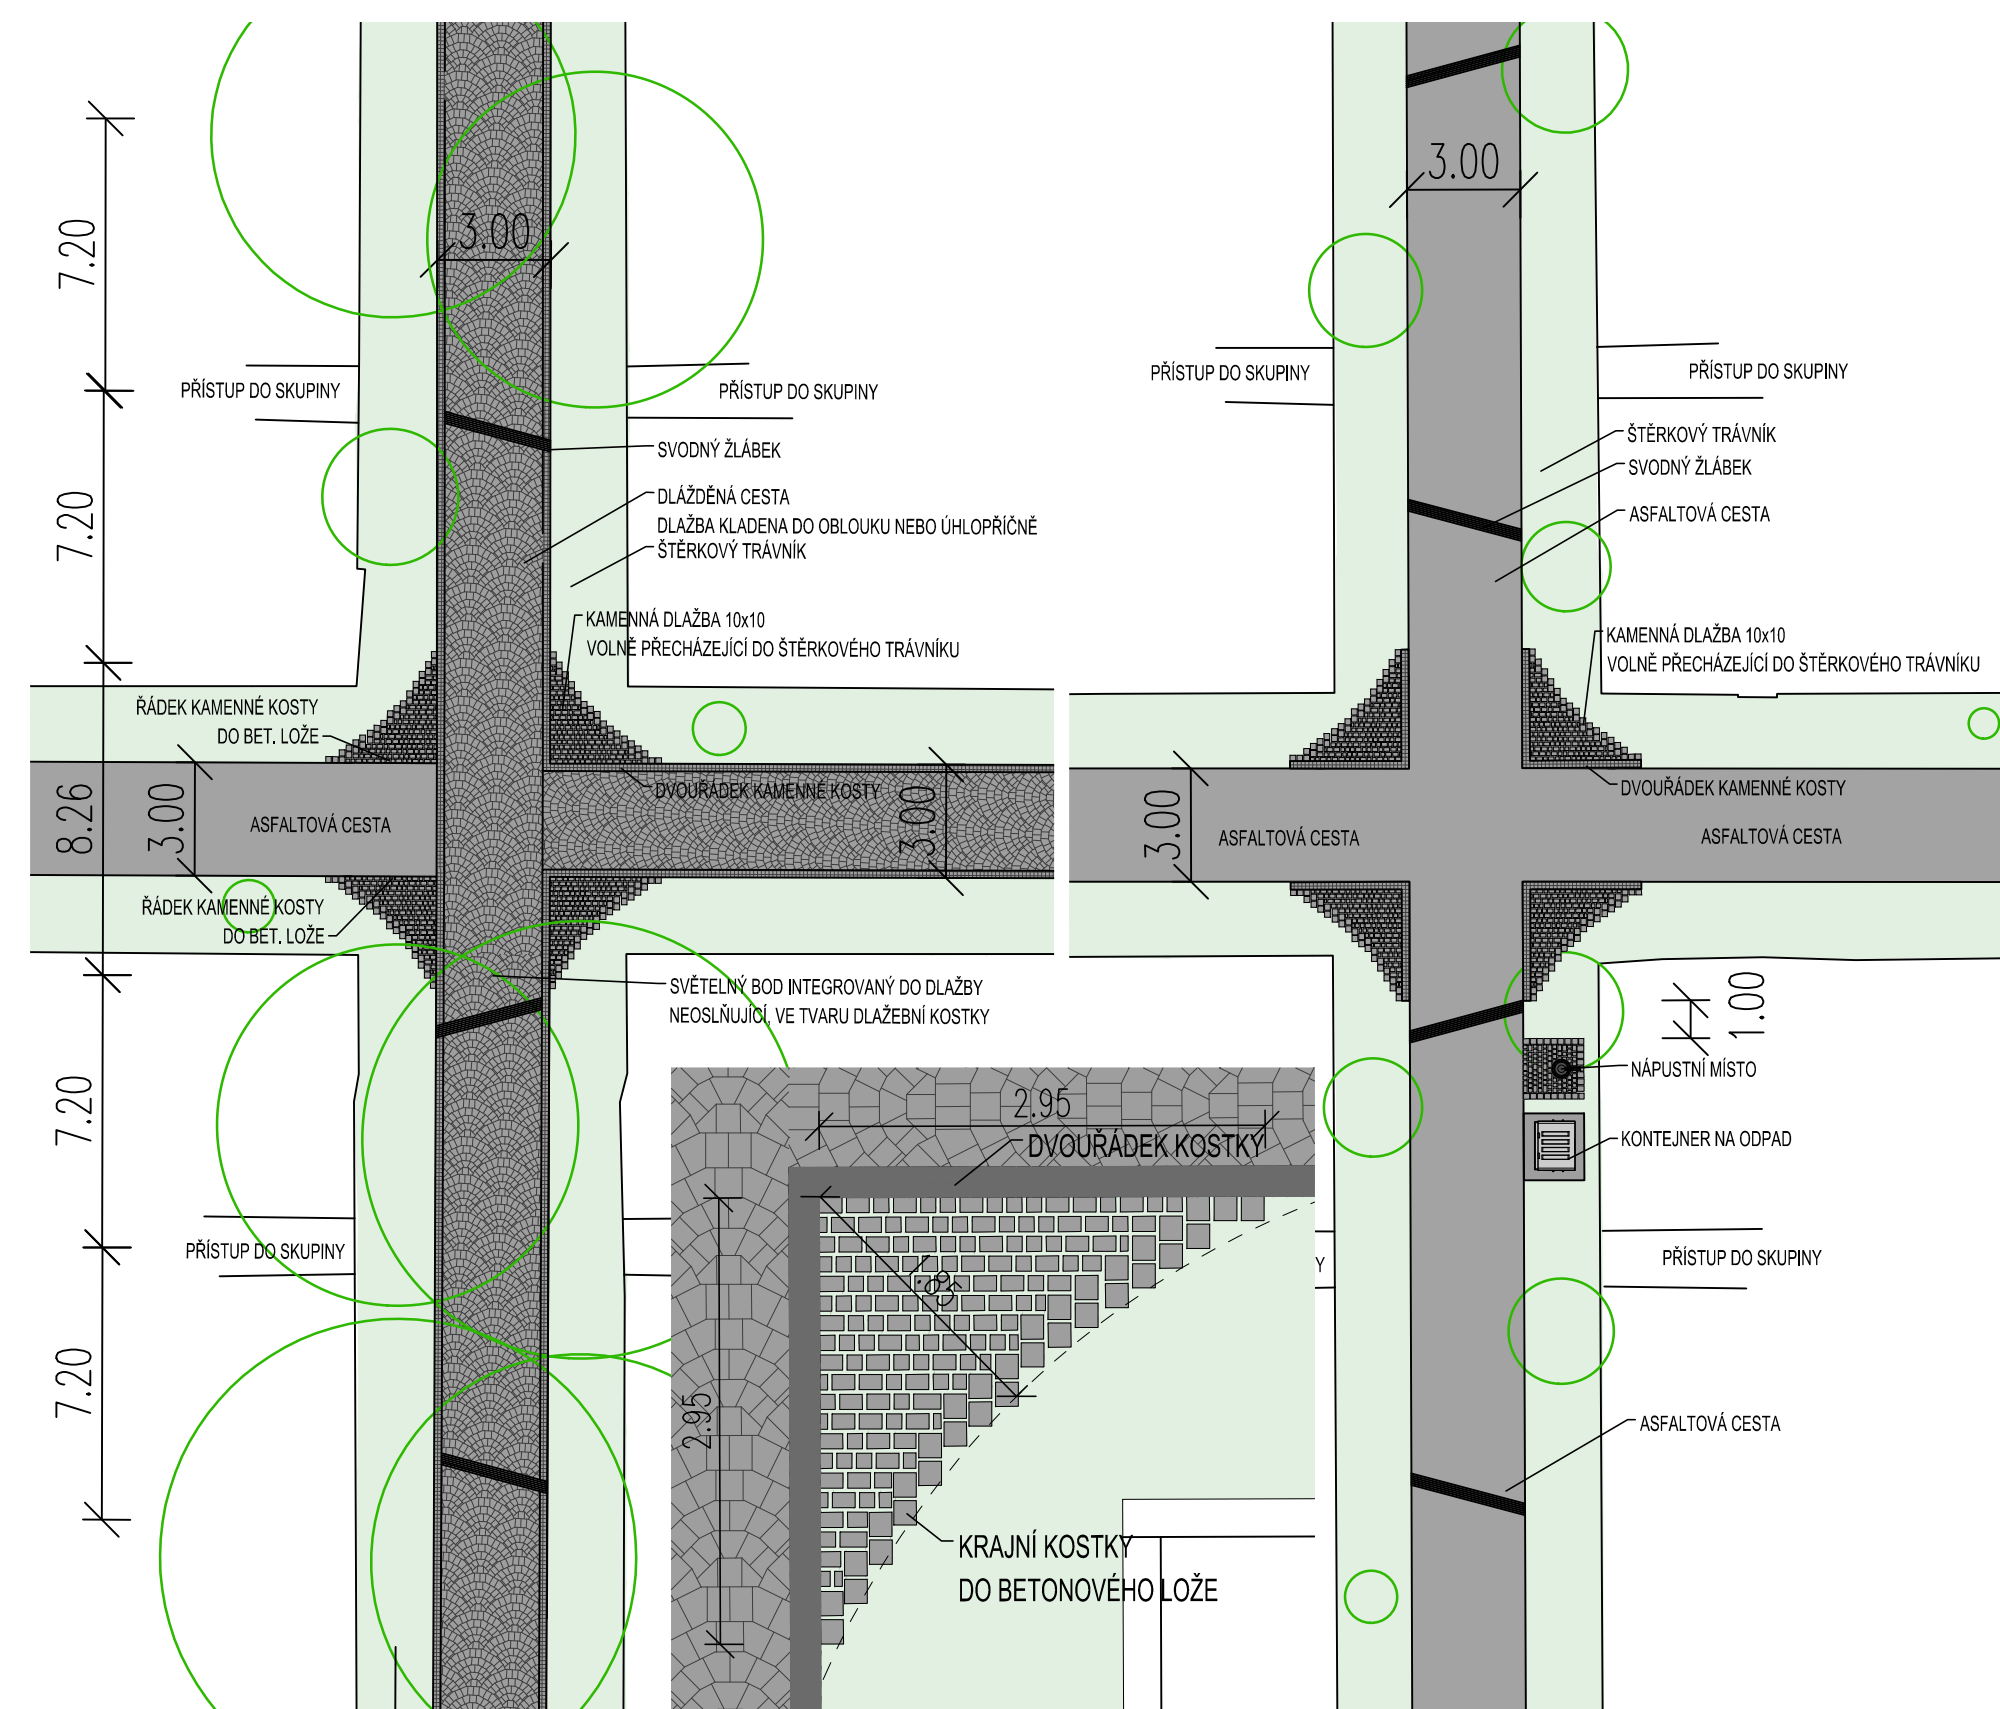 3.00
7.20
PŘÍSTUP DO SKUPINY
PŘÍSTUP DO SKUPINY
SVODNÝ ŽLÁBEK
7.20
DLÁŽDĚNÁ CESTA
DLAŽBA KLADENA DO OBLOUKU NEBO ÚHLOPŘÍČNĚ
ŠTĚRKOVÝ TRÁVNÍK
KAMENNÁ DLAŽBA 10x10
VOLNĚ PŘECHÁZEJÍCÍ DO ŠTĚRKOVÉHO TRÁVNÍKU
ŘÁDEK KAMENNÉ KOSTY
DO BET. LOŽE
DVOUŘÁDEK KAMENNÉ KOSTY
8.26
3.00
ASFALTOVÁ CESTA
3.00
ŘÁDEK KAMENNÉ KOSTY
DO BET. LOŽE
SVĚTELNÝ BOD INTEGROVANÝ DO DLAŽBY
NEOSLŇUJÍCÍ, VE TVARU DLAŽEBNÍ KOSTKY
7.20
PŘÍSTUP DO SKUPINY
7.20
2.95
DVOUŘÁDEK KOSTKY
2.95
KRAJNÍ KOSTKY
DO BETONOVÉHO LOŽE
3.00
PŘÍSTUP DO SKUPINY
PŘÍSTUP DO SKUPINY
ŠTĚRKOVÝ TRÁVNÍK
SVODNÝ ŽLÁBEK
ASFALTOVÁ CESTA
KAMENNÁ DLAŽBA 10x10
VOLNĚ PŘECHÁZEJÍCÍ DO ŠTĚRKOVÉHO TRÁVNÍKU
DVOUŘÁDEK KAMENNÉ KOSTY
3.00
ASFALTOVÁ CESTA
ASFALTOVÁ CESTA
1.00
NÁPUSTNÍ MÍSTO
KONTEJNER NA ODPAD
Y
PŘÍSTUP DO SKUPINY
ASFALTOVÁ CESTA